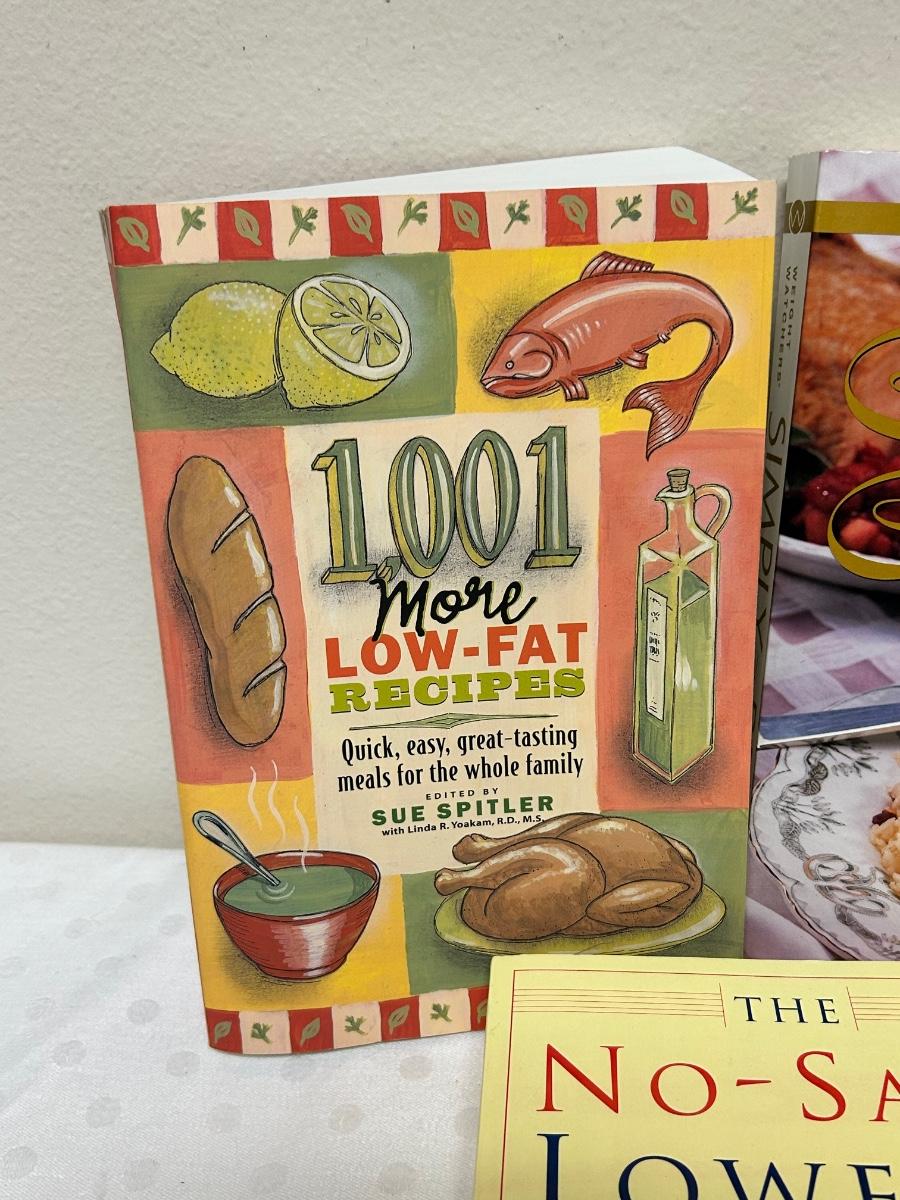 1,001
More
LOW-FAT
RECIPES
Quick, easy, great-tasting
meals for the whole family
EDITED BY
SUE SPITLER
with Linda R. Yoakam, R.D., M.S.
W
WEIGHT
WATCHERS®
SIMPLY
THE
NO-SA
LOWE